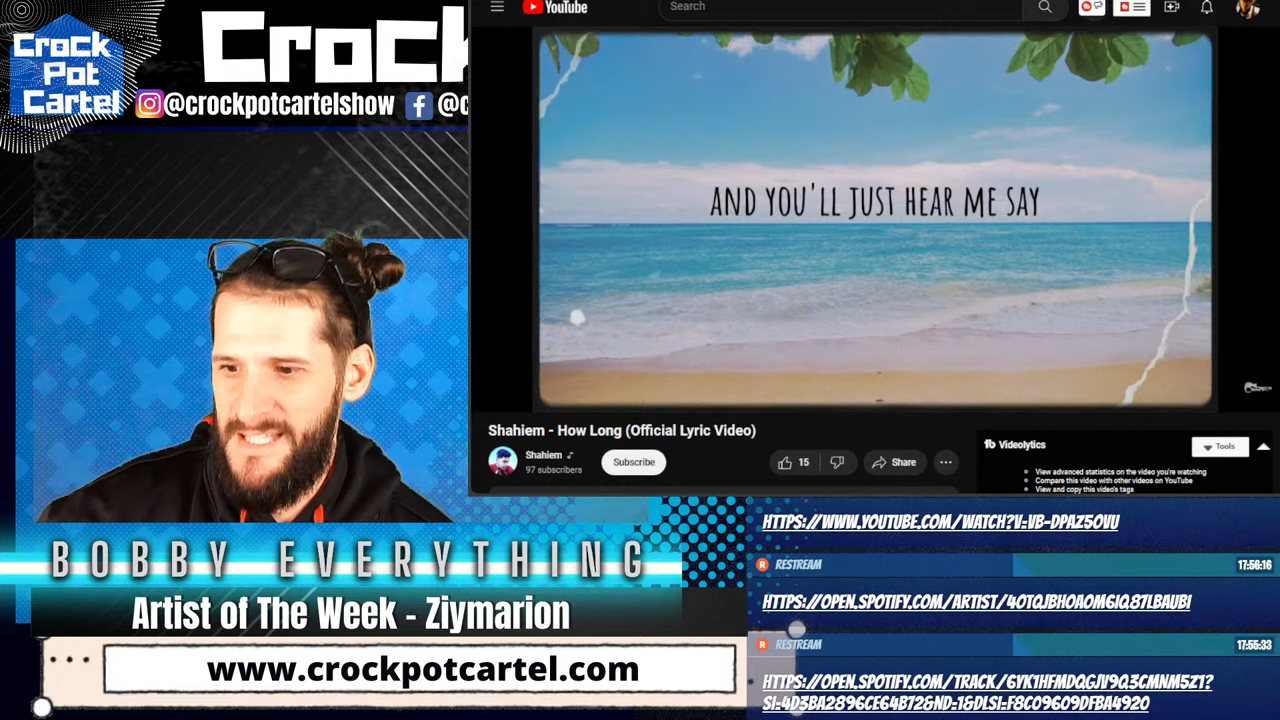 Crock
Pot
Cartel
Crock
@crockpotcartelshow
@c
YouTube
Search
AND YOU'LL JUST HEAR ME SAY
Shahiem - How Long (Official Lyric Video)
Shahiem
97 subscribers
Subscribe
15
Share
Videolytics
Tools
View advanced statistics on the video you're watching
Compare this video with other videos on YouTube
View and copy this video's tags
HTTPS://WWW.YOUTUBE.COM/WATCH?V=VB-DPAZ5OVU
RESTREAM
17:56:16
HTTPS://OPEN.SPOTIFY.COM/ARTIST/4OTQJBHOAOM6IQ87LBAUBI
RESTREAM
17:55:33
HTTPS://OPEN.SPOTIFY.COM/TRACK/6YK1HFMDQGJV9Q3CMNM5Z1?
SI=4D3BA2896CE64B72&ND=1&DLSI=F8C09609DFBA4920
BOBBY EVERYTHING
Artist of The Week - Ziymarion
www.crockpotcartel.com